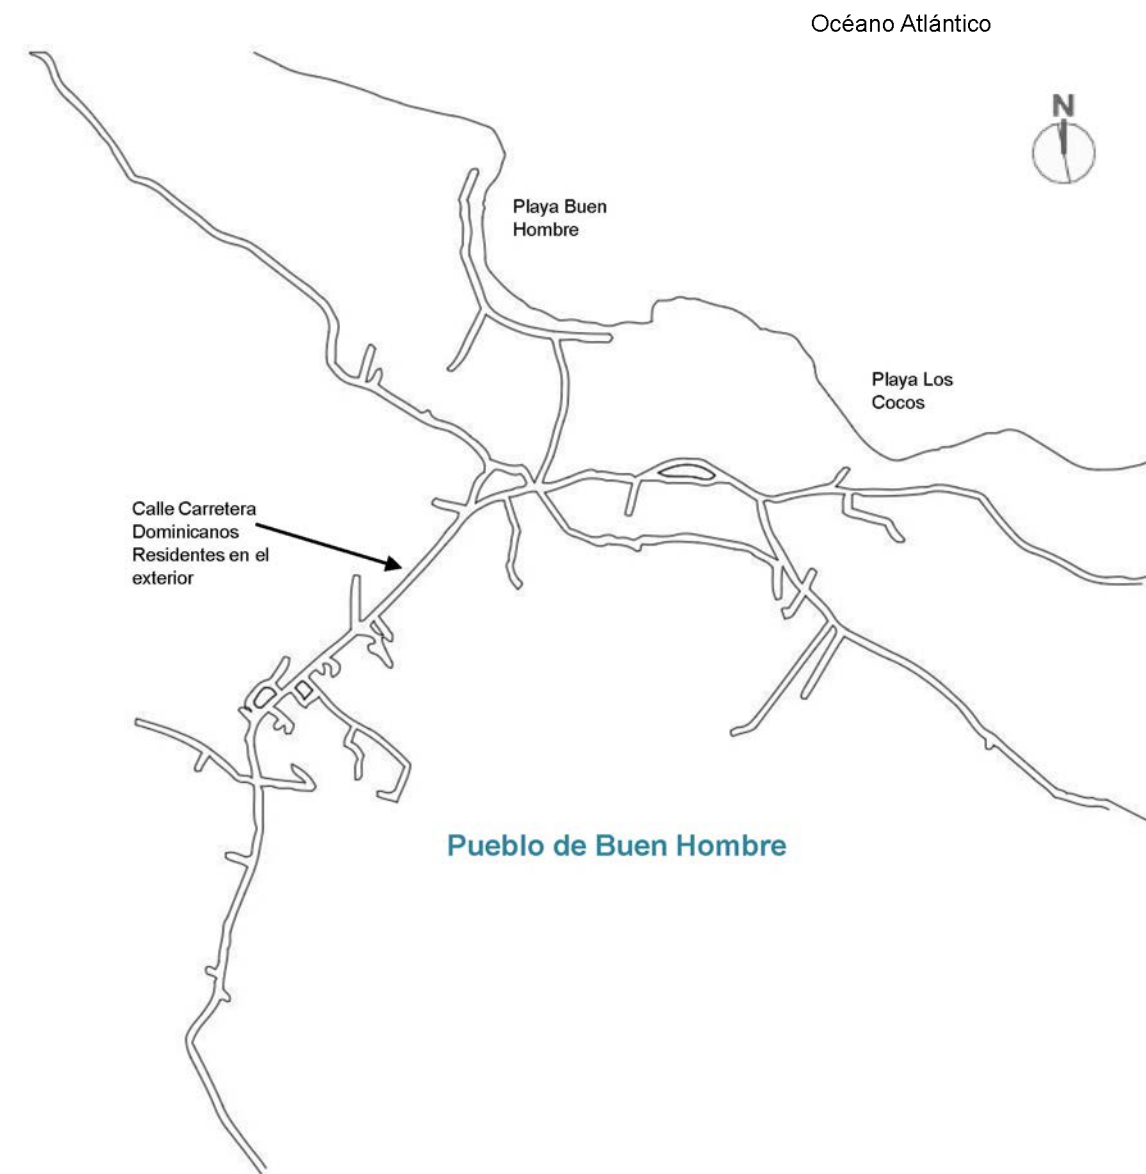 Océano Atlántico
N
Playa Buen
Hombre
Playa Los
Cocos
Calle Carretera
Dominicanos
Residentes en el
exterior
Pueblo de Buen Hombre